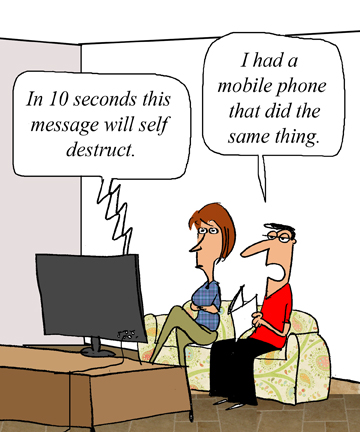 In 10 seconds this
message will self
destruct.
I had a
mobile phone
that did the
same thing.